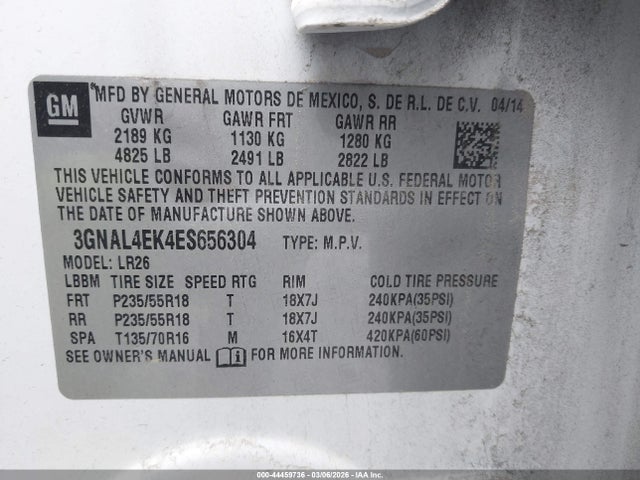 GM
MFD BY GENERAL MOTORS DE MEXICO, S. DE R.L. DE C.V. 04/14
GVWR GAWR FRT GAWR RR
2189 KG 1130 KG 1280 KG
4825 LB 2491 LB 2822 LB
THIS VEHICLE CONFORMS TO ALL APPLICABLE U.S. FEDERAL MOTOR
VEHICLE SAFETY AND THEFT PREVENTION STANDARDS IN EFFECT ON
THE DATE OF MANUFACTURE SHOWN ABOVE.
3GNAL4EK4ES656304 TYPE: M.P.V.
MODEL: LR26
LBBM TIRE SIZE SPEED RTG RIM COLD TIRE PRESSURE
FRT P235/55R18 T 18X7J 240KPA(35PSI)
RR P235/55R18 T 18X7J 240KPA(35PSI)
SPA T135/70R16 M 16X4T 420KPA(60PSI)
SEE OWNER'S MANUAL FOR MORE INFORMATION.
000-44459736 - 03/06/2026 - IAAI.COM